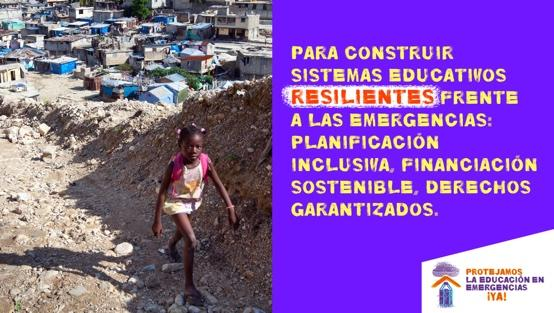 PARA CONSTRUIR
SISTEMAS EDUCATIVOS
RESILIENTES FRENTE
A LAS EMERGENCIAS:
PLANIFICACIÓN
INCLUSIVA, FINANCIACIÓN
SOSTENIBLE, DERECHOS
GARANTIZADOS.
PROTEJAMOS
LA EDUCACIÓN EN
EMERGENCIAS
¡YA!